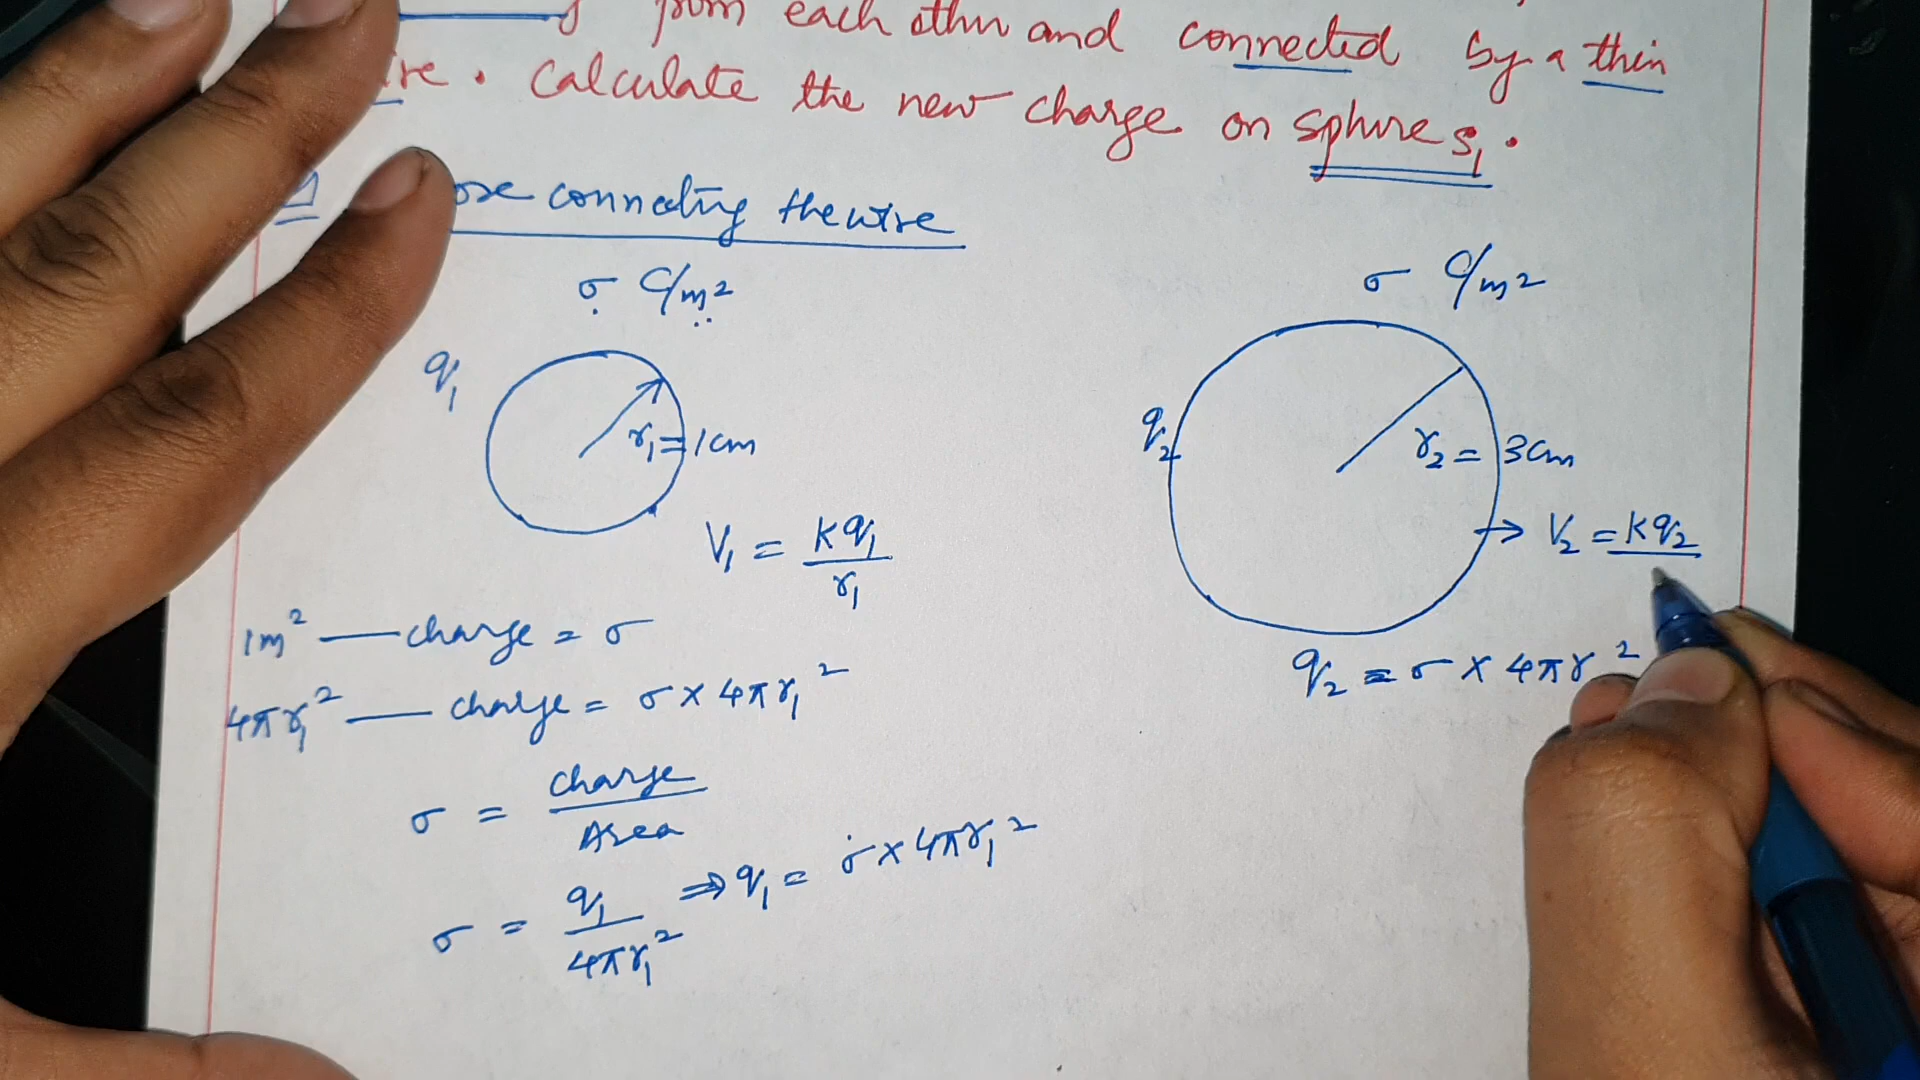 from each other and connected by a thin
ire. Calculate the new charge on sphere S₁.
ore connecting the wire
σ C/m²
σ C/m²
q₁
r₁ = 1cm
q₂
r₂ = 3cm
V₁ = Kq₁/r₁
→ V₂ = Kq₂
1m² — charge = σ
4πr₁² — charge = σ × 4πr₁²
q₂ = σ × 4πr²
σ = charge/Area
σ = q₁/4πr₁² ⇒ q₁ = σ × 4πr₁²